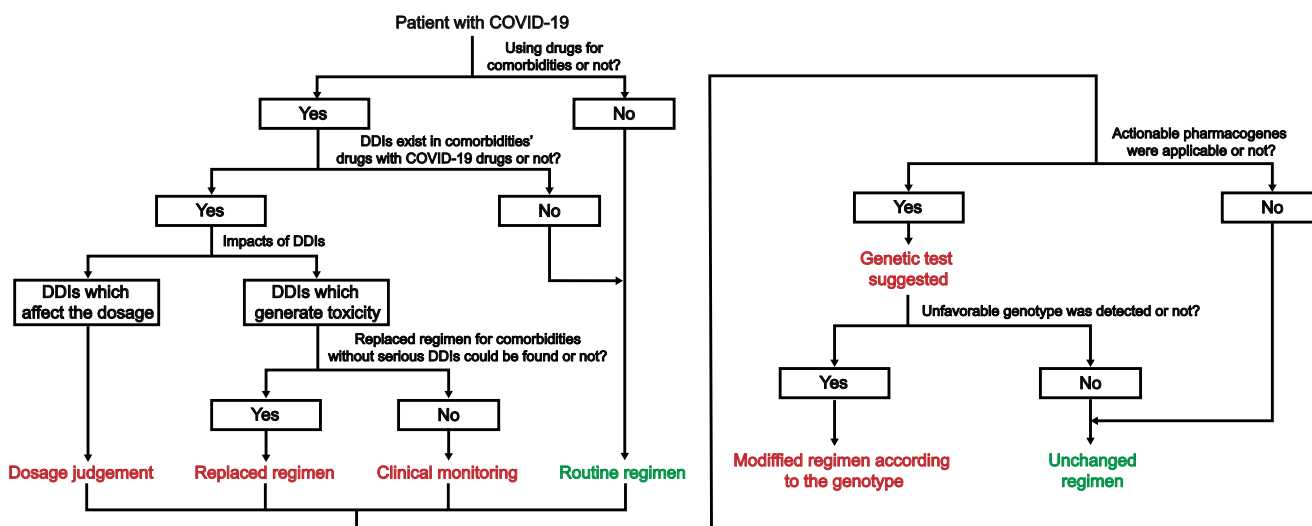 Patient with COVID-19
Using drugs for
comorbidities or not?
Yes
No
DDIs exist in comorbidities'
drugs with COVID-19 drugs or not?
Yes
No
Impacts of DDIs
DDIs which
affect the dosage
DDIs which
generate toxicity
Replaced regimen for comorbidities
without serious DDIs could be found or not?
Yes
No
Dosage judgement
Replaced regimen
Clinical monitoring
Routine regimen
Actionable pharmacogenes
were applicable or not?
Yes
No
Genetic test
suggested
Unfavorable genotype was detected or not?
Yes
No
Modiffied regimen according
to the genotype
Unchanged
regimen